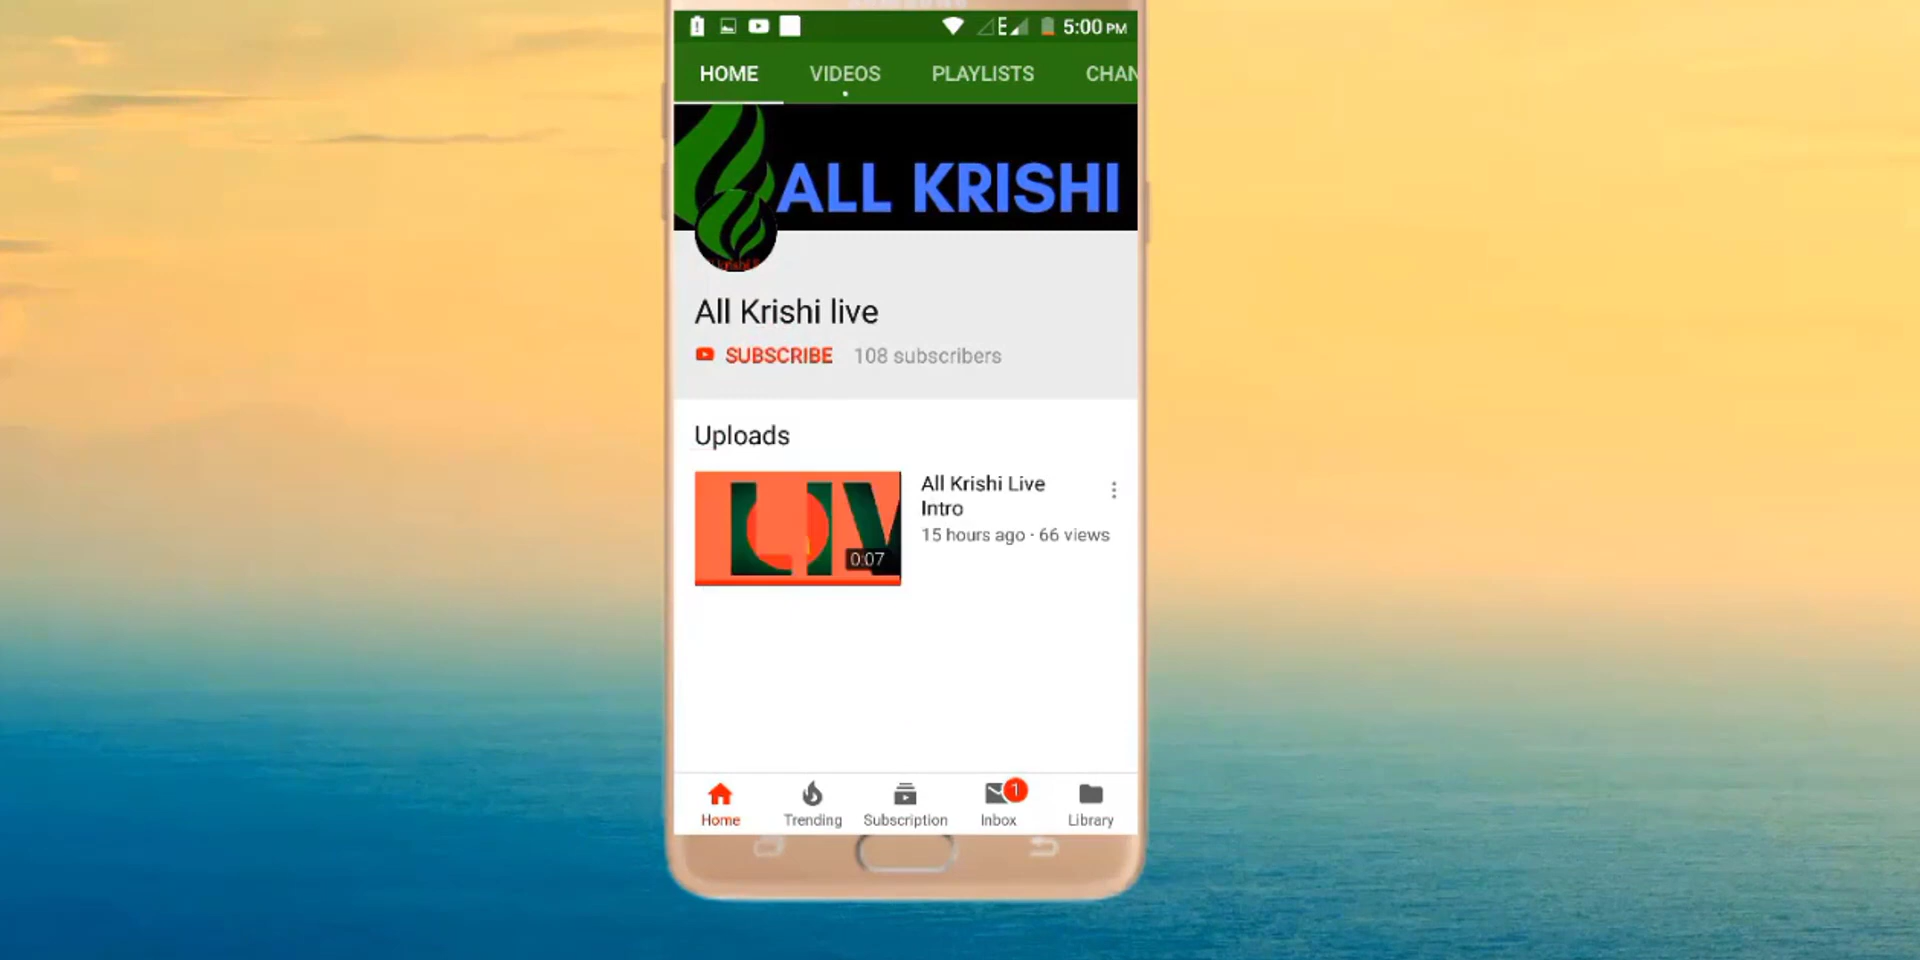 5:00 PM
HOME VIDEOS PLAYLISTS CHAN
ALL KRISHI
All Krishi live
SUBSCRIBE 108 subscribers
Uploads
LIV
0:07
All Krishi Live
Intro
15 hours ago · 66 views
1
Home Trending Subscription Inbox Library